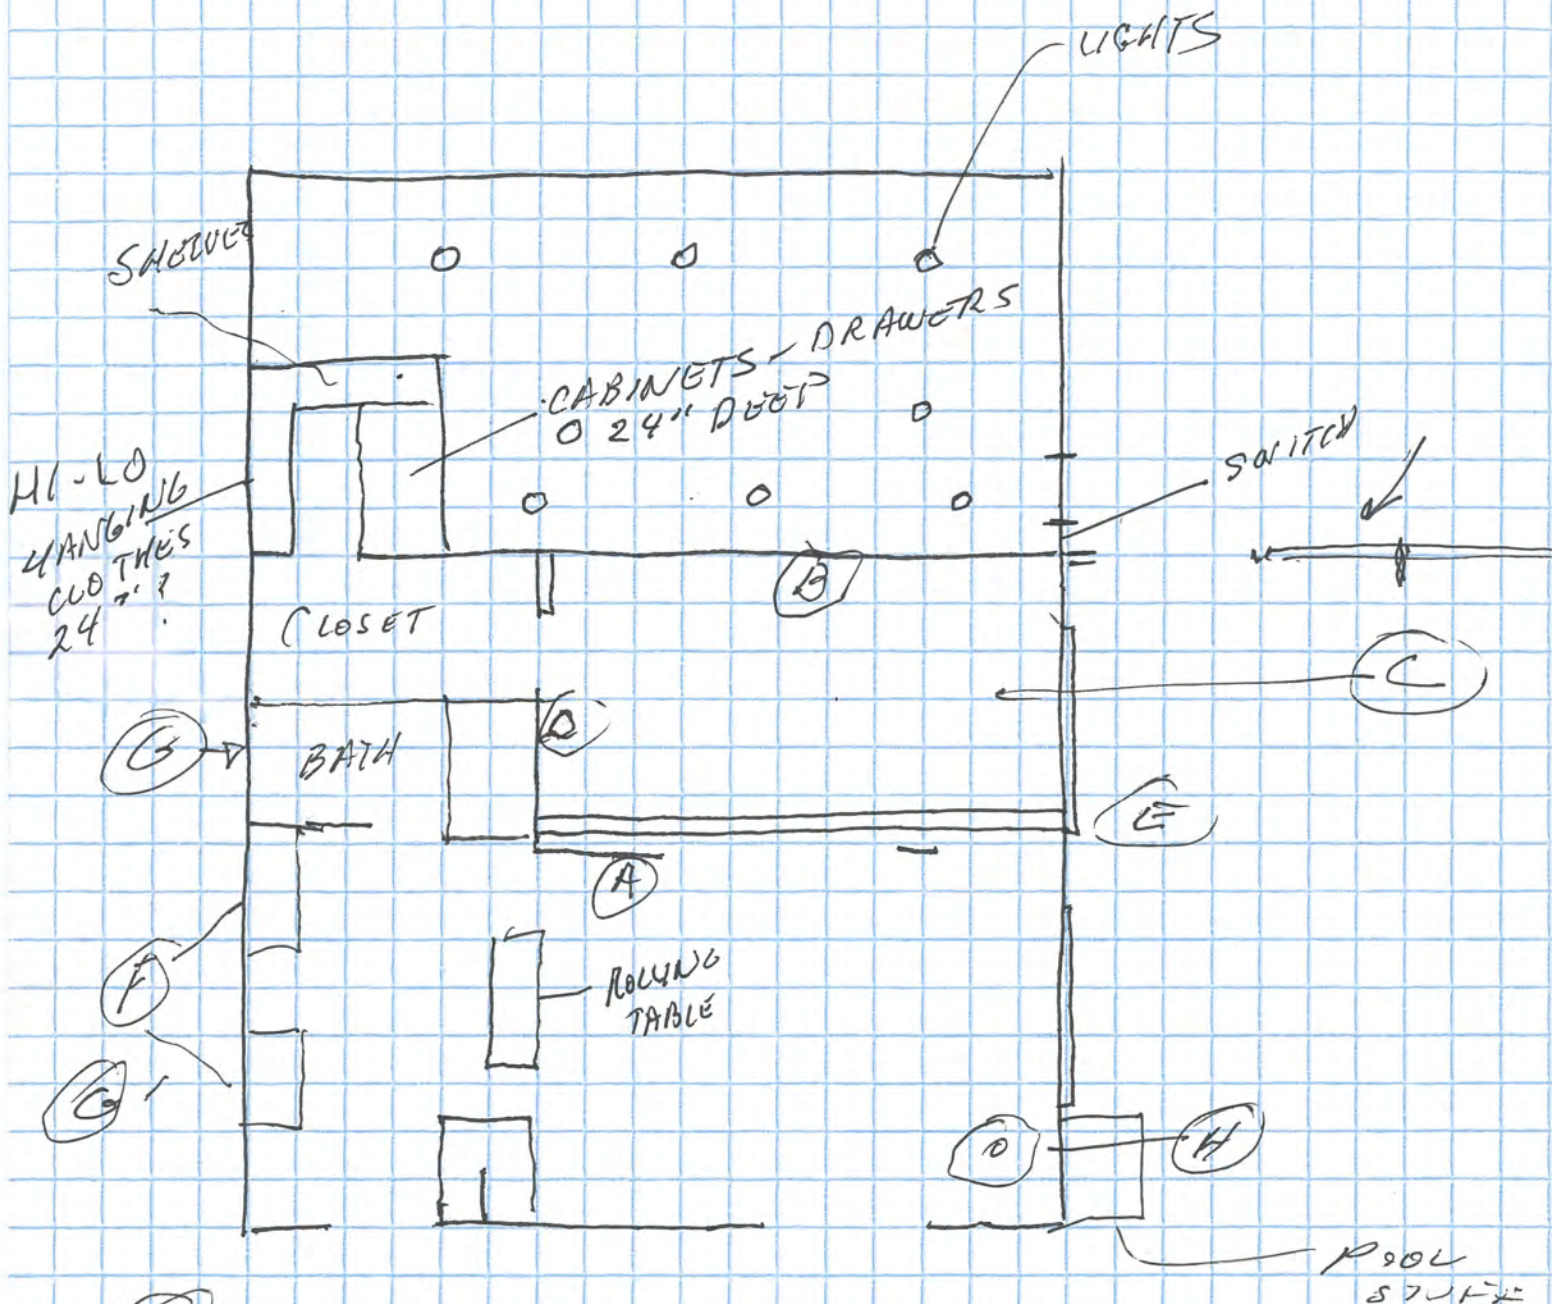 LIGHTS
SHELVES
CABINETS - DRAWERS
24" DEEP
SWITCH
HI-LO
HANGING
CLOTHES
24"?
B
CLOSET
C
D
G
BATH
E
A
F
ROLLING
TABLE
G
D
H
POOL
STUFF